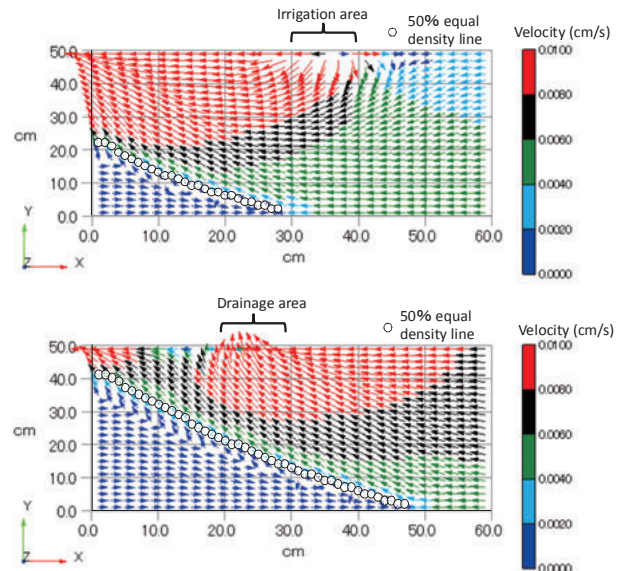 Irrigation area
50% equal
density line
Velocity (cm/s)
0.0100
0.0080
0.0060
0.0040
0.0020
0.0000
50.0
40.0
cm
30.0
20.0
10.0
0.0
0.0 10.0 20.0 30.0 40.0 50.0 60.0
cm
Y
Z X
Drainage area
50% equal
density line
Velocity (cm/s)
0.0100
0.0080
0.0060
0.0040
0.0020
0.0000
50.0
40.0
cm
30.0
20.0
10.0
0.0
0.0 10.0 20.0 30.0 40.0 50.0 60.0
cm
Y
Z X